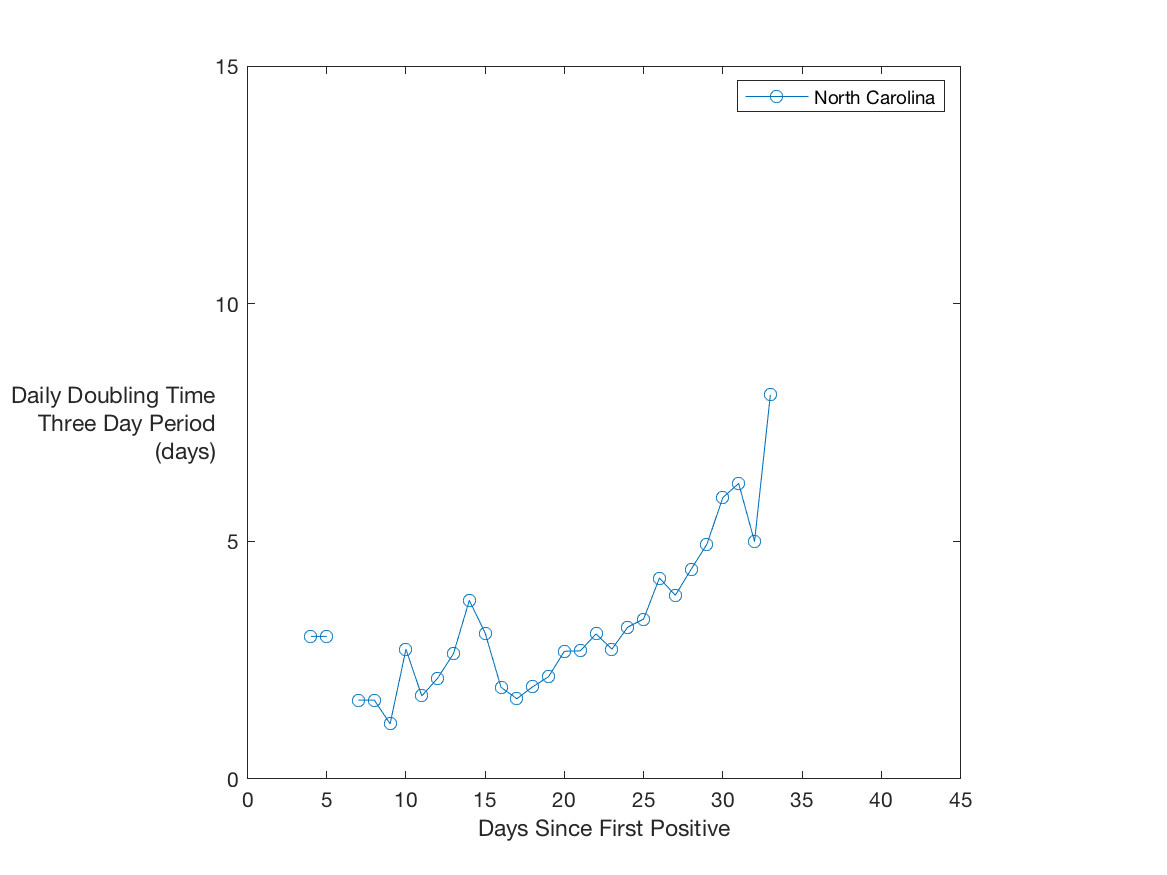 15
North Carolina
10
Daily Doubling Time
Three Day Period
(days)
5
0
0 5 10 15 20 25 30 35 40 45
Days Since First Positive